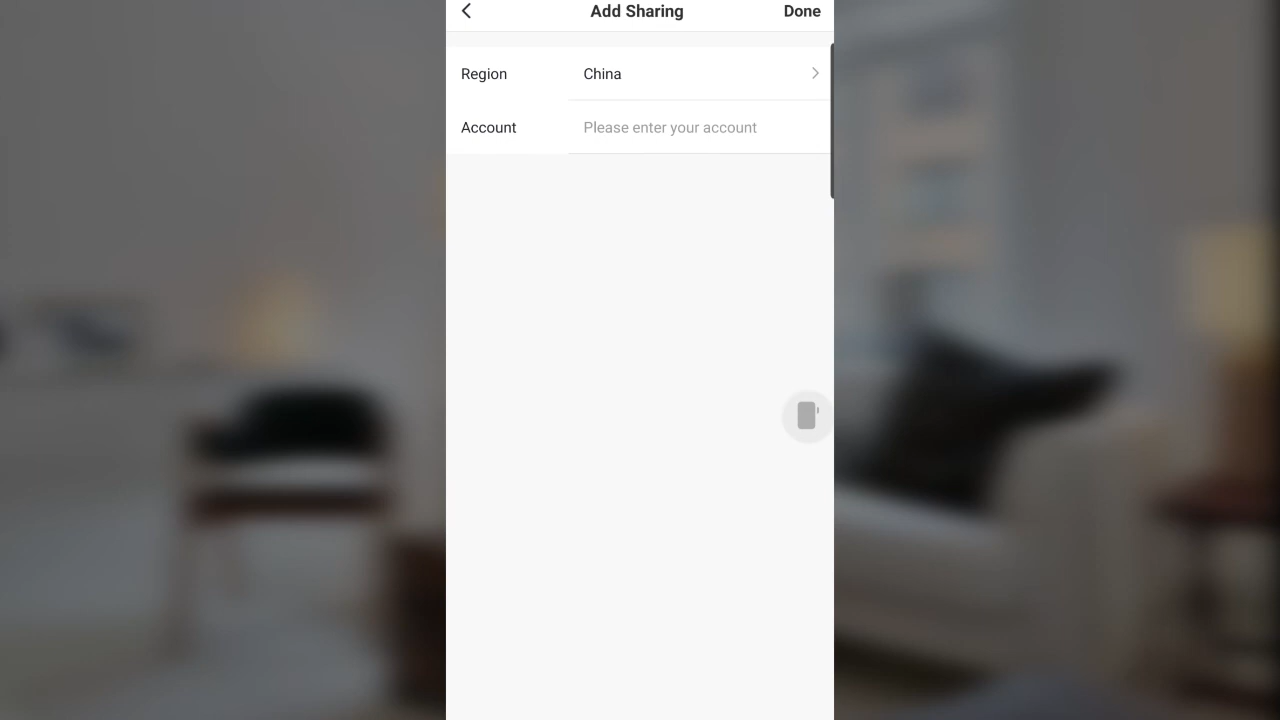 Add Sharing
Done
Region
China
Account
Please enter your account